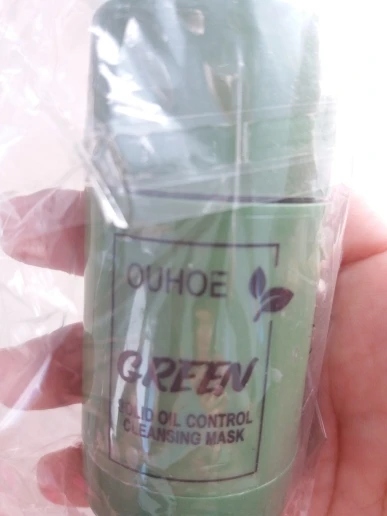 OUHOE
GREEN
SOLID OIL CONTROL
CLEANSING MASK